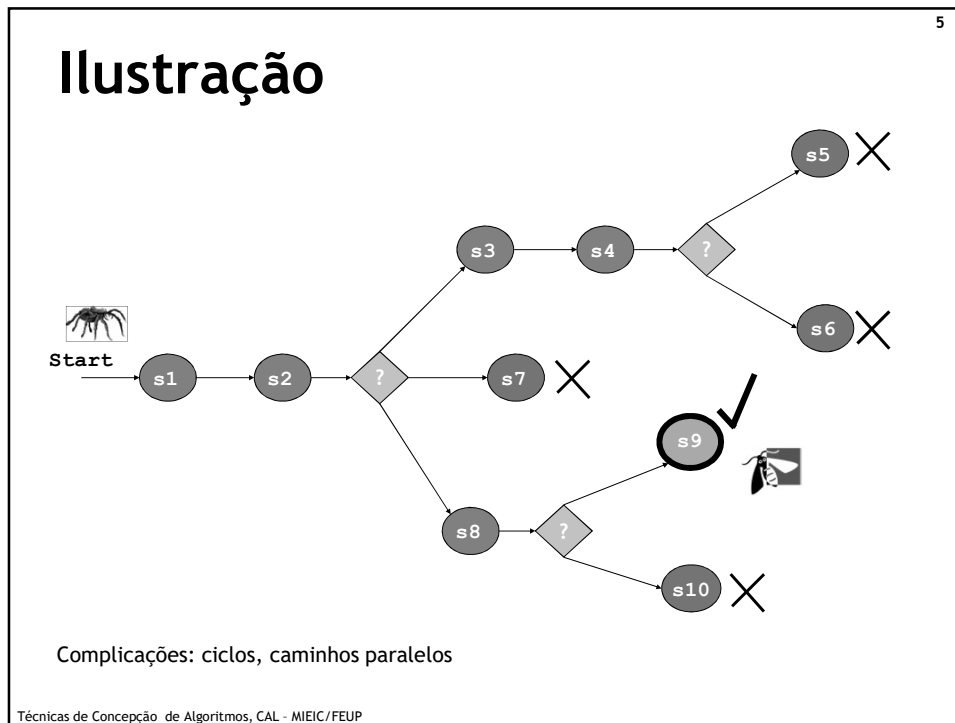 5
Ilustração
s5
s3
s4
?
s6
Start
s1
s2
?
s7
s9
s8
?
s10
Complicações: ciclos, caminhos paralelos
Técnicas de Concepção de Algoritmos, CAL - MIEIC/FEUP